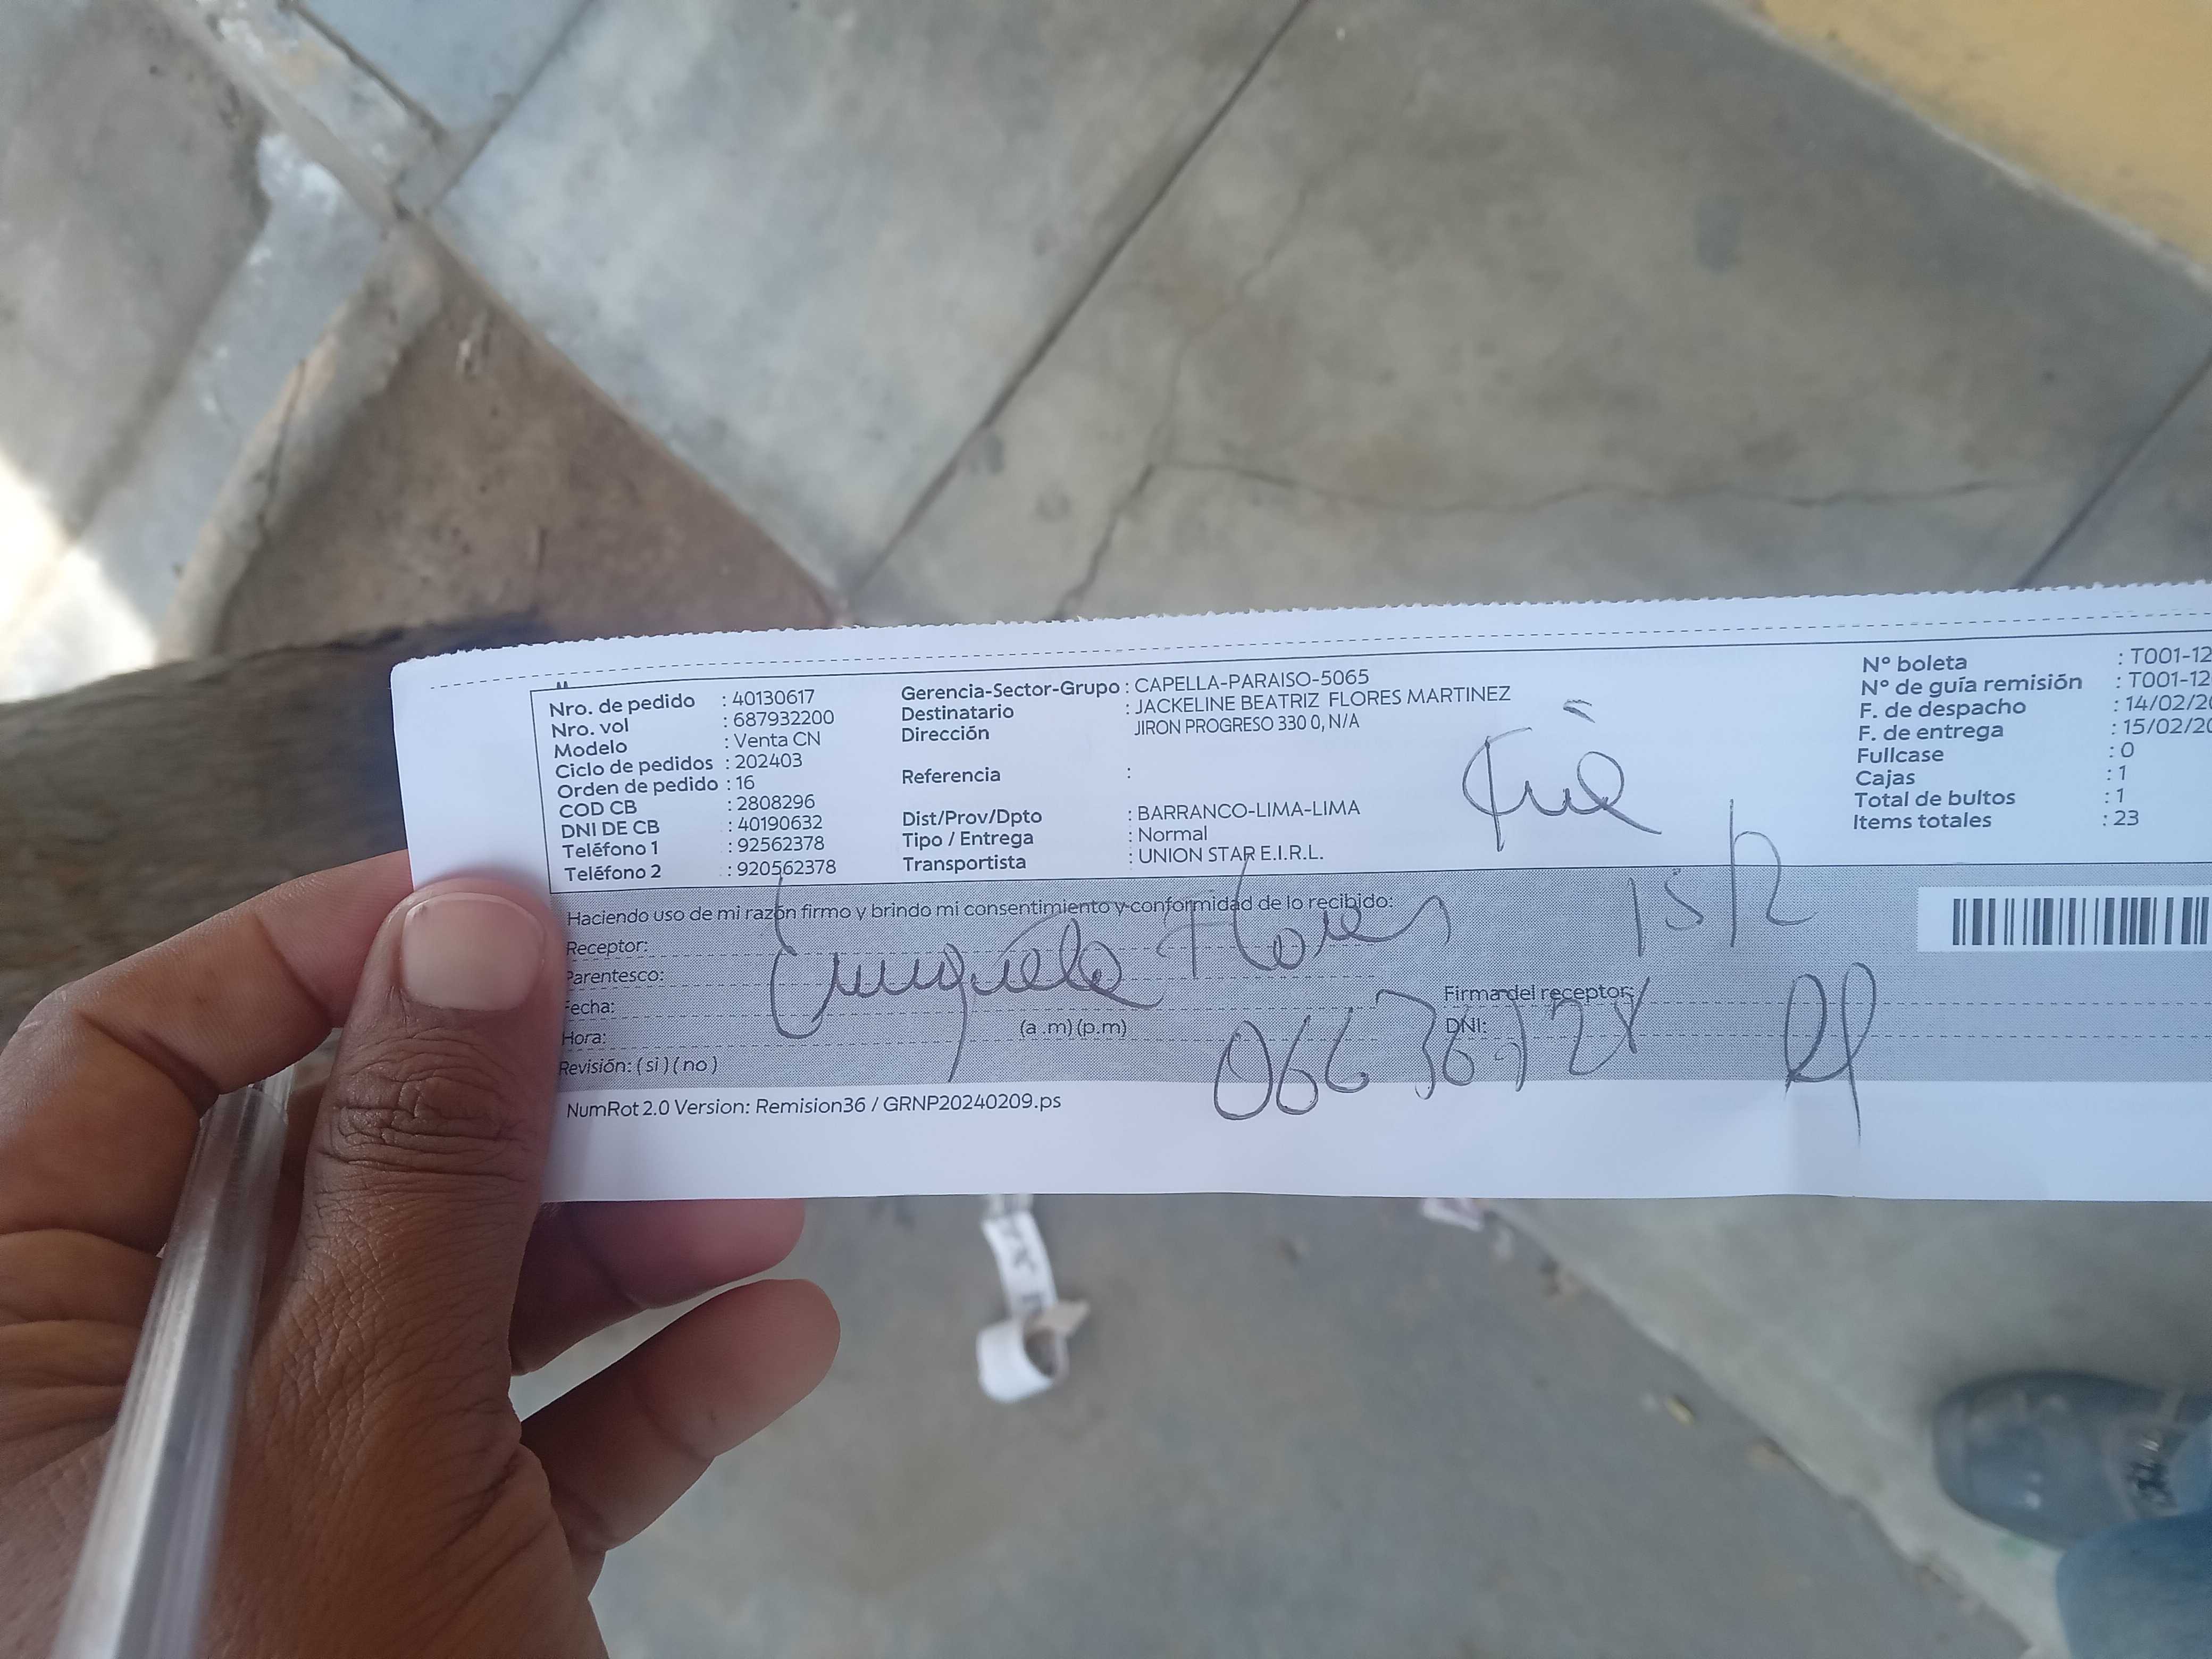 Nro. de pedido : 40130617
Nro. vol : 687932200
Modelo : Venta CN
Ciclo de pedidos : 202403
Orden de pedido : 16
COD CB : 2808296
DNI DE CB : 40190632
Teléfono 1 : 92562378
Teléfono 2 : 920562378
Gerencia-Sector-Grupo : CAPELLA-PARAISO-5065
Destinatario : JACKELINE BEATRIZ FLORES MARTINEZ
Dirección JIRON PROGRESO 330 0, N/A
Referencia :
Dist/Prov/Dpto : BARRANCO-LIMA-LIMA
Tipo / Entrega : Normal
Transportista : UNION STAR E.I.R.L.
N° boleta : T001-12
N° de guía remisión : T001-12
F. de despacho : 14/02/20
F. de entrega : 15/02/20
Fullcase : 0
Cajas : 1
Total de bultos : 1
Items totales : 23
15/2
Haciendo uso de mi razón firmo y brindo mi consentimiento y conformidad de lo recibido:
Receptor: Flores
Parentesco:
Fecha:
Hora: (a .m) (p.m)
Revisión: ( si ) ( no )
Firma del receptor:
DNI:
NumRot 2.0 Version: Remision36 / GRNP20240209.ps